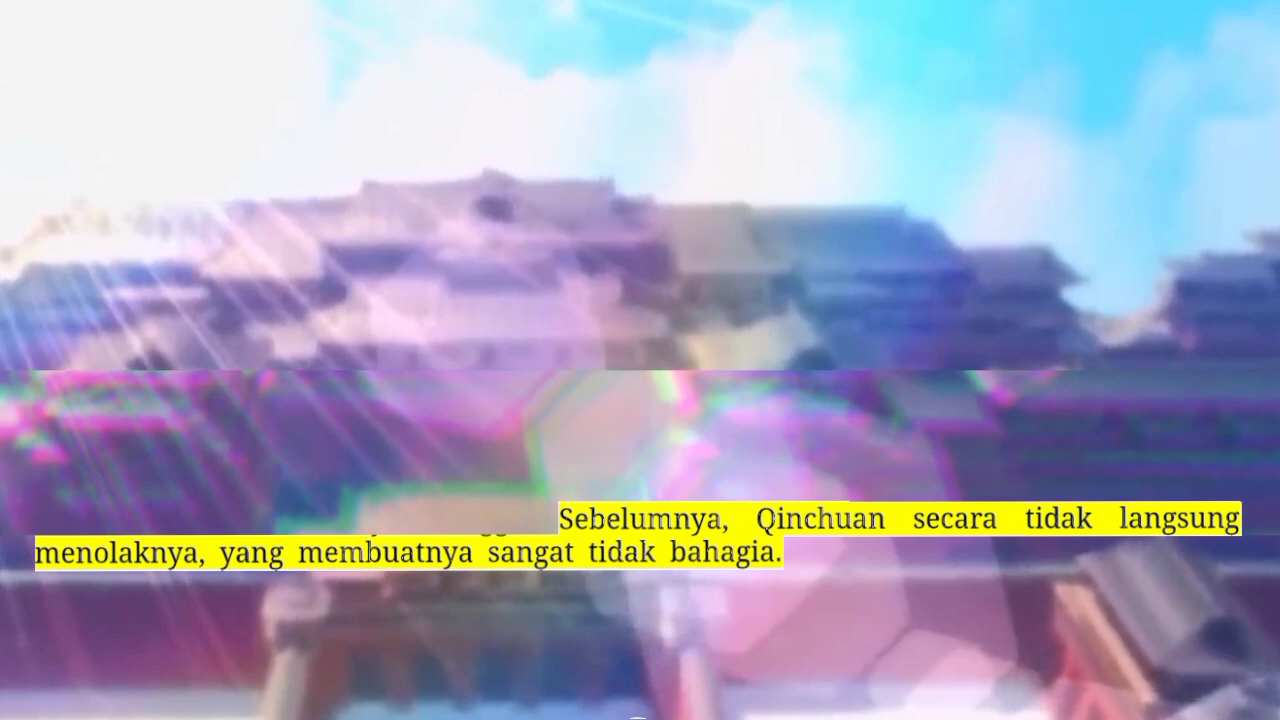 Sebelumnya, Qinchuan secara tidak langsung
menolaknya, yang membuatnya sangat tidak bahagia.